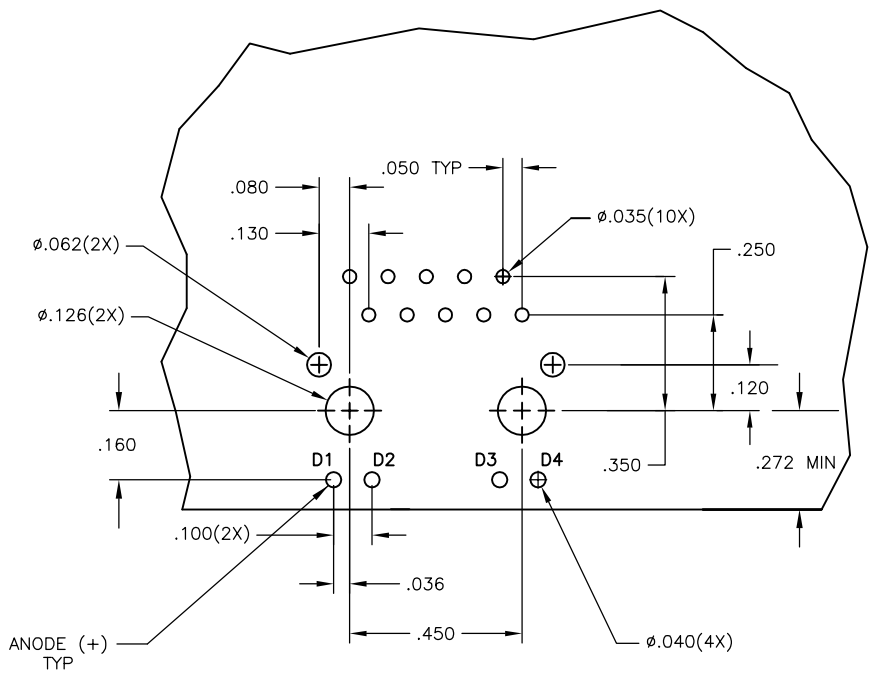 .050 TYP
.080
ø.035(10X)
.130
ø.062(2X)
.250
ø.126(2X)
.120
.160
D1 D2 D3 D4
.350
.272 MIN
.100(2X)
.036
.450
ANODE (+)
TYP
ø.040(4X)